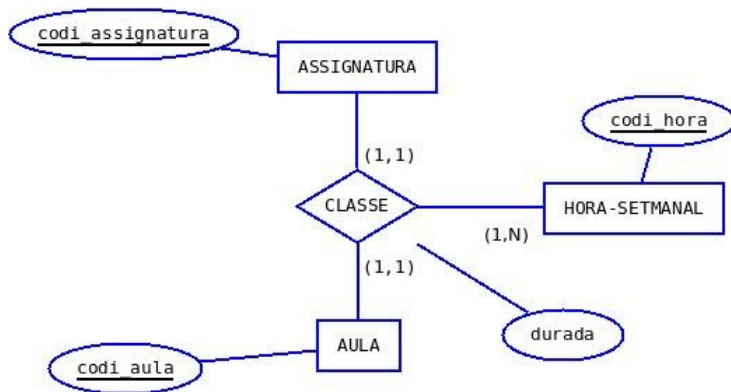 codi_assignatura
ASSIGNATURA
codi_hora
(1,1)
CLASSE
HORA-SETMANAL
(1,N)
(1,1)
durada
AULA
codi_aula